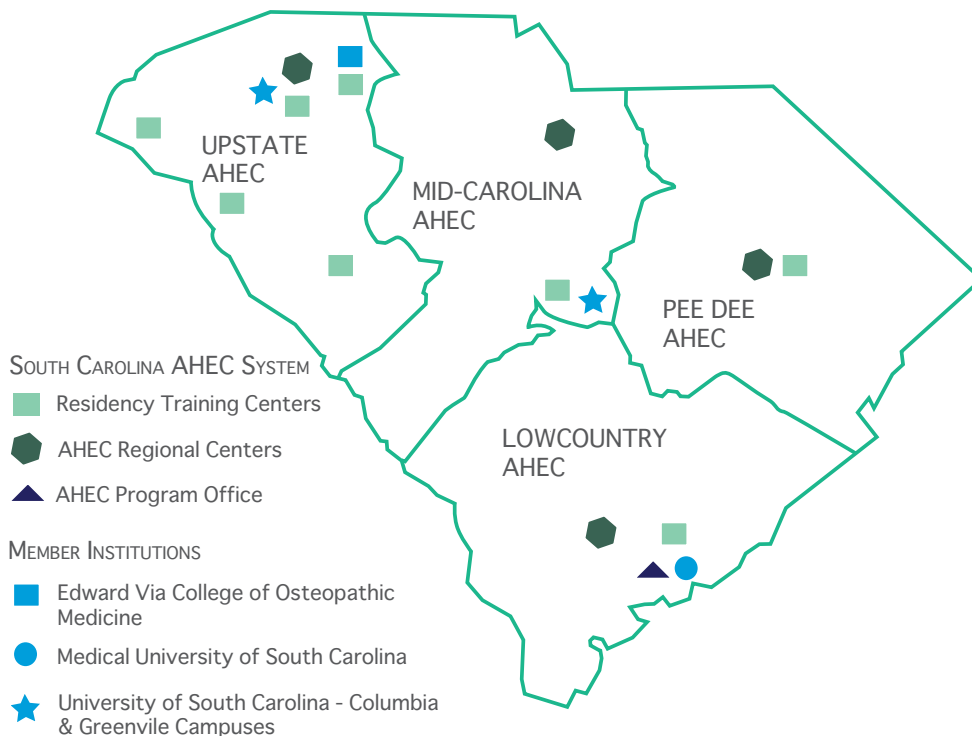 UPSTATE
AHEC
MID-CAROLINA
AHEC
PEE DEE
AHEC
LOWCOUNTRY
AHEC
SOUTH CAROLINA AHEC SYSTEM
Residency Training Centers
AHEC Regional Centers
AHEC Program Office
MEMBER INSTITUTIONS
Edward Via College of Osteopathic
Medicine
Medical University of South Carolina
University of South Carolina - Columbia
& Greenvile Campuses